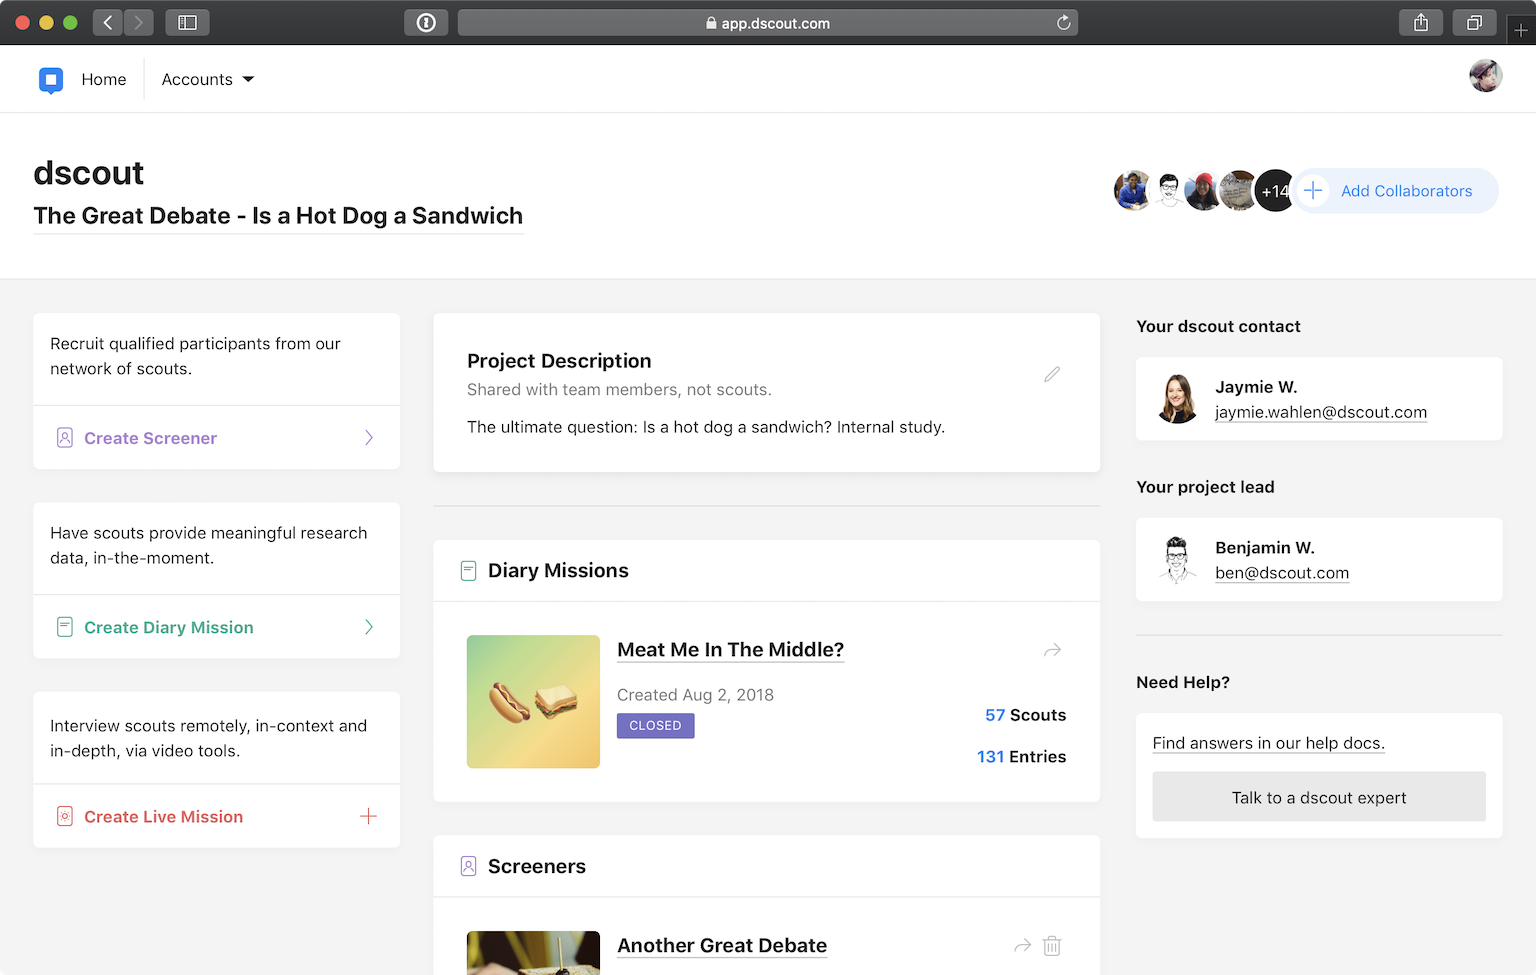 app.dscout.com
Home
Accounts
dscout
The Great Debate - Is a Hot Dog a Sandwich
+14
Add Collaborators
Recruit qualified participants from our
network of scouts.
Create Screener
Have scouts provide meaningful research
data, in-the-moment.
Create Diary Mission
Interview scouts remotely, in-context and
in-depth, via video tools.
Create Live Mission
Project Description
Shared with team members, not scouts.
The ultimate question: Is a hot dog a sandwich? Internal study.
Diary Missions
Meat Me In The Middle?
Created Aug 2, 2018
CLOSED
57 Scouts
131 Entries
Screeners
Another Great Debate
Your dscout contact
Jaymie W.
jaymie.wahlen@dscout.com
Your project lead
Benjamin W.
ben@dscout.com
Need Help?
Find answers in our help docs.
Talk to a dscout expert